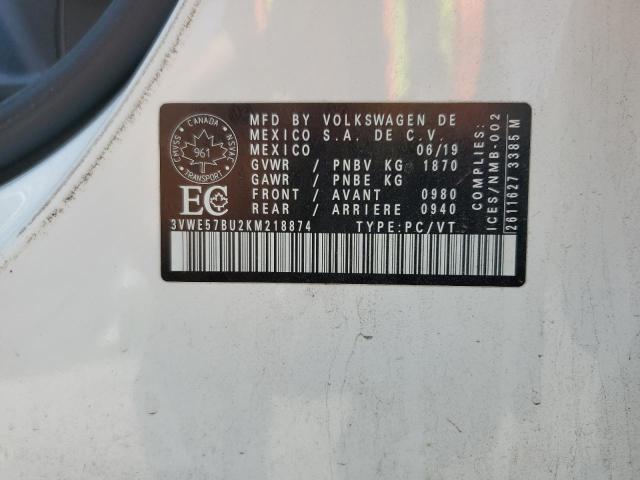 CANADA
CMVSS
961
NSVAC
TRANSPORT
EC
MFD BY VOLKSWAGEN DE
MEXICO S.A. DE C.V.
MEXICO 06/19
GVWR / PNBV KG 1870
GAWR / PNBE KG
FRONT / AVANT 0980
REAR / ARRIERE 0940
3VWE57BU2KM218874 TYPE:PC/VT
COMPLIES:
ICES/NMB-002
2611627 3385 M